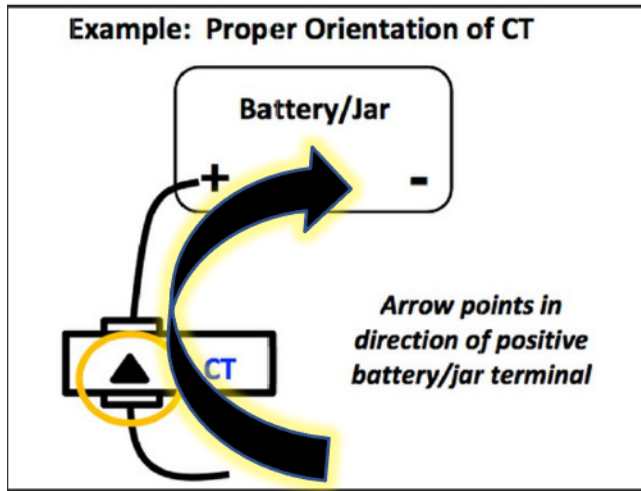 Example: Proper Orientation of CT
Battery/Jar
+ -
CT
Arrow points in
direction of positive
battery/jar terminal